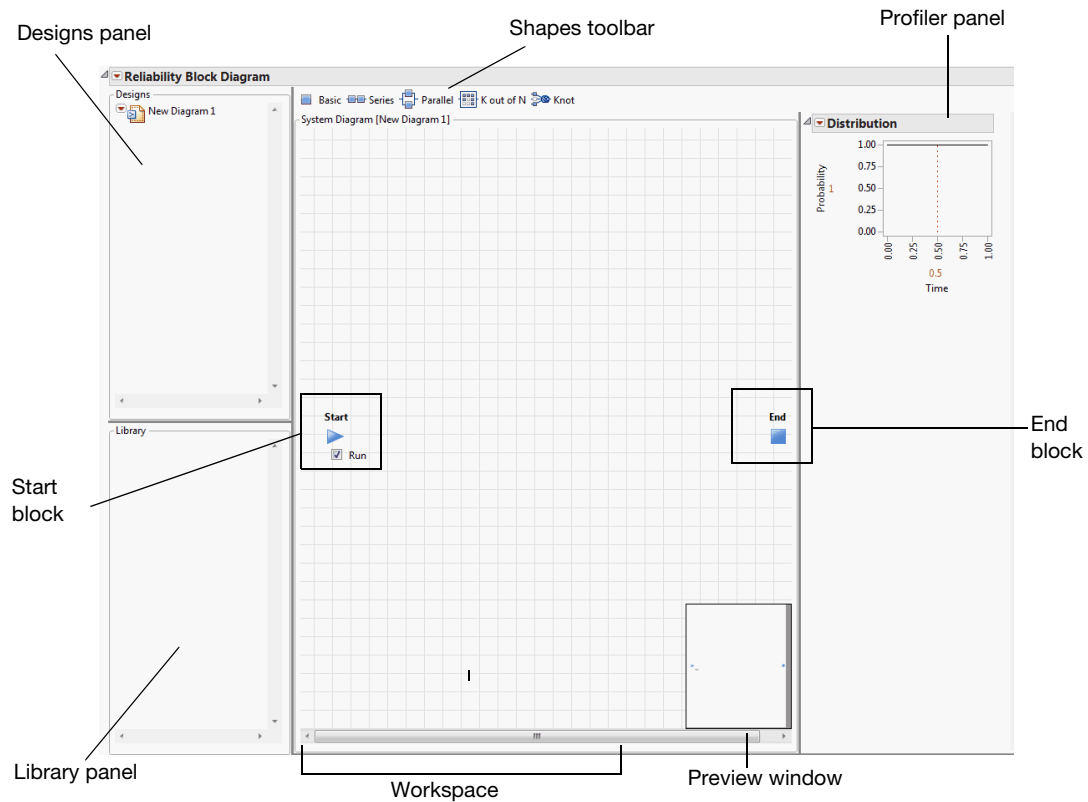 Designs panel
Shapes toolbar
Profiler panel
Reliability Block Diagram
Designs
New Diagram 1
Basic Series Parallel K out of N Knot
System Diagram [New Diagram 1]
Distribution
1.00
0.75
0.50
0.25
0.00
Probability
1
0.00
0.25
0.50
0.75
1.00
0.5
Time
Start
Run
End
End
block
Library
Start
block
Library panel
Workspace
Preview window